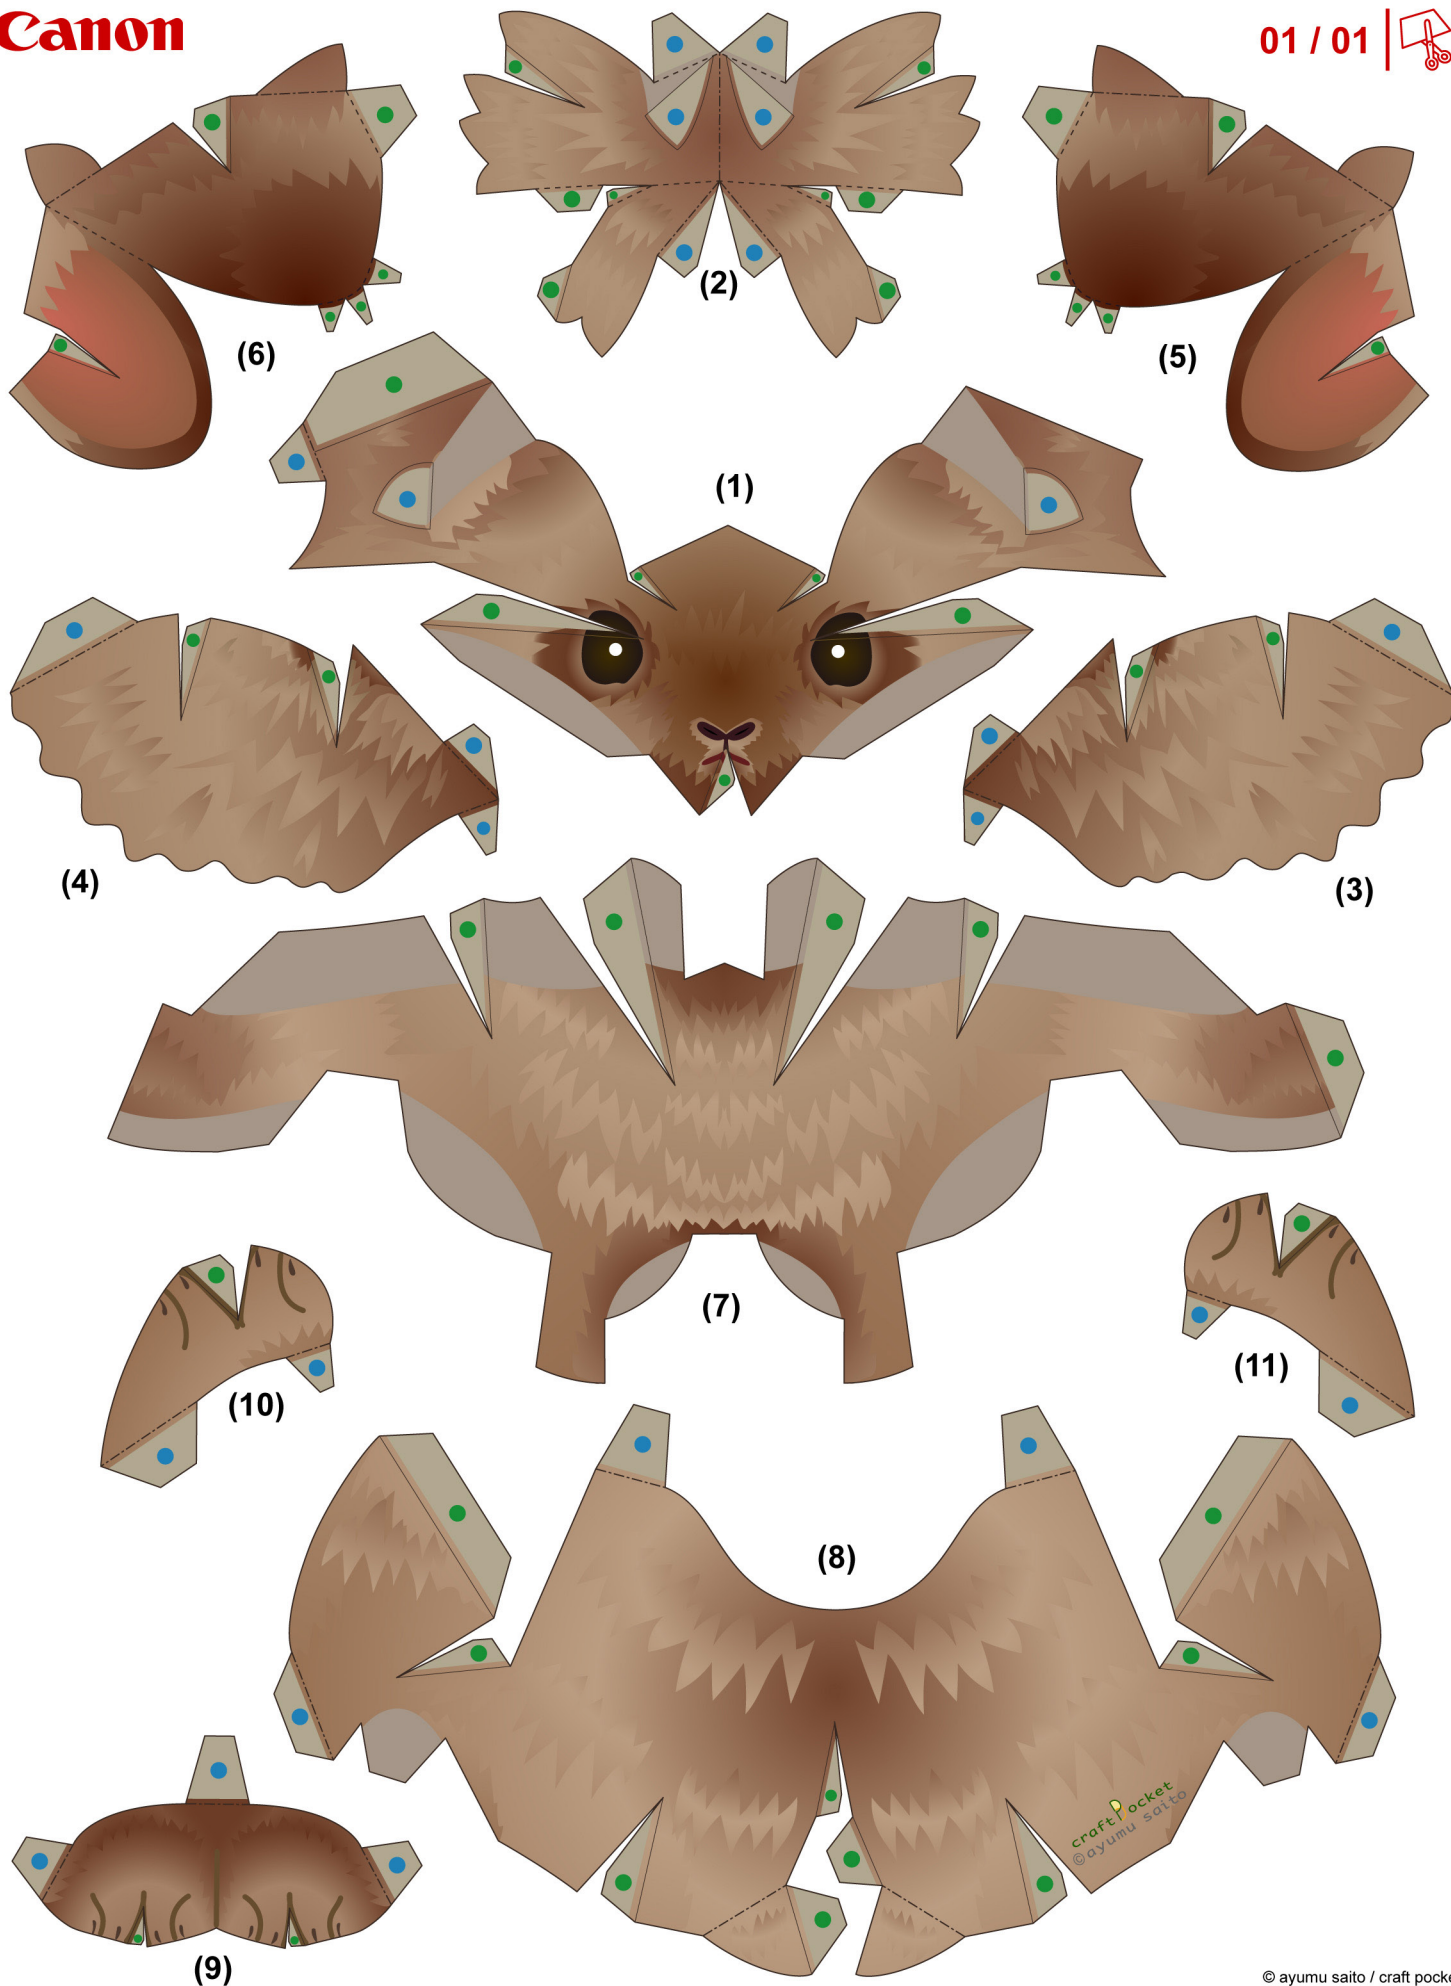 Canon
01 / 01
(2)
(6)
(5)
(1)
(4)
(3)
(7)
(10)
(11)
(8)
craft Pocket
©ayumu saito
(9)
© ayumu saito / craft pock